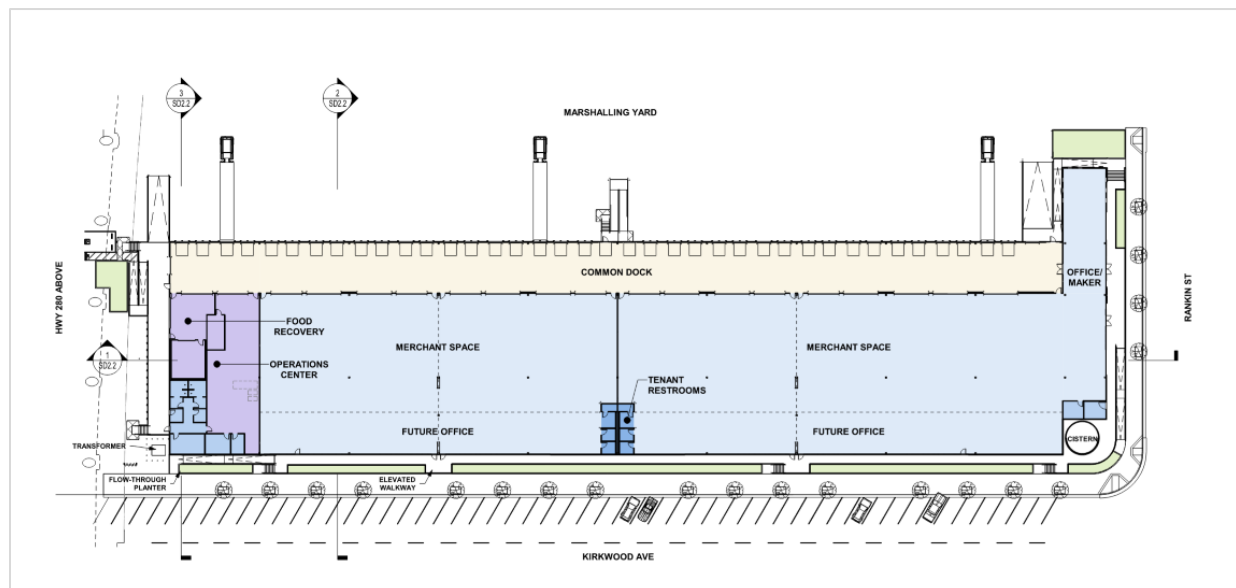 3
SD2.2
2
SD2.2
MARSHALLING YARD
COMMON DOCK
OFFICE/
MAKER
HWY 280 ABOVE
RANKIN ST
FOOD
RECOVERY
MERCHANT SPACE
MERCHANT SPACE
1
SD2.2
OPERATIONS
CENTER
TENANT
RESTROOMS
FUTURE OFFICE
FUTURE OFFICE
CISTERN
TRANSFORMER
FLOW-THROUGH
PLANTER
ELEVATED
WALKWAY
KIRKWOOD AVE